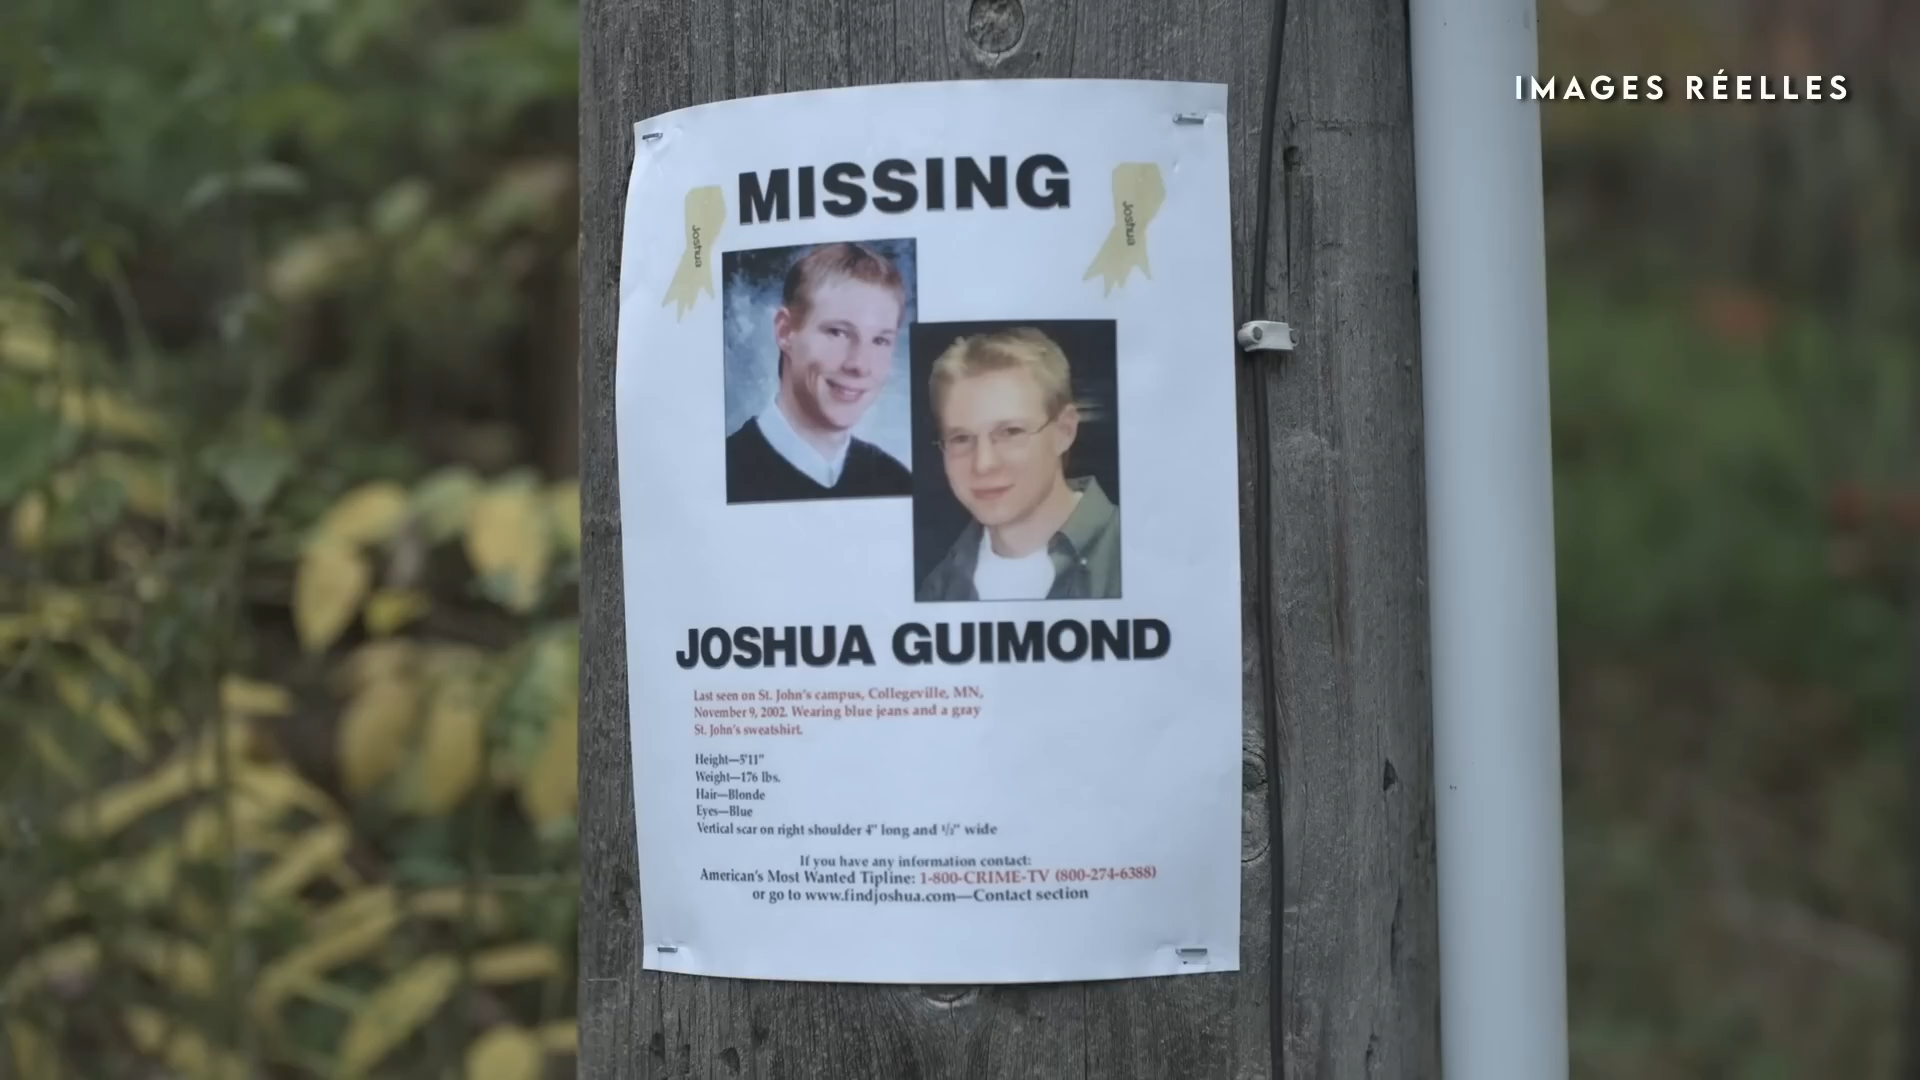 IMAGES RÉELLES
MISSING
Joshua
Joshua
JOSHUA GUIMOND
Last seen on St. John's campus, Collegeville, MN,
November 9, 2002. Wearing blue jeans and a gray
St. John's sweatshirt.
Height—5'11"
Weight—176 lbs.
Hair—Blonde
Eyes—Blue
Vertical scar on right shoulder 4" long and 1/2" wide
If you have any information contact:
American's Most Wanted Tipline: 1-800-CRIME-TV (800-274-6388)
or go to www.findjoshua.com—Contact section